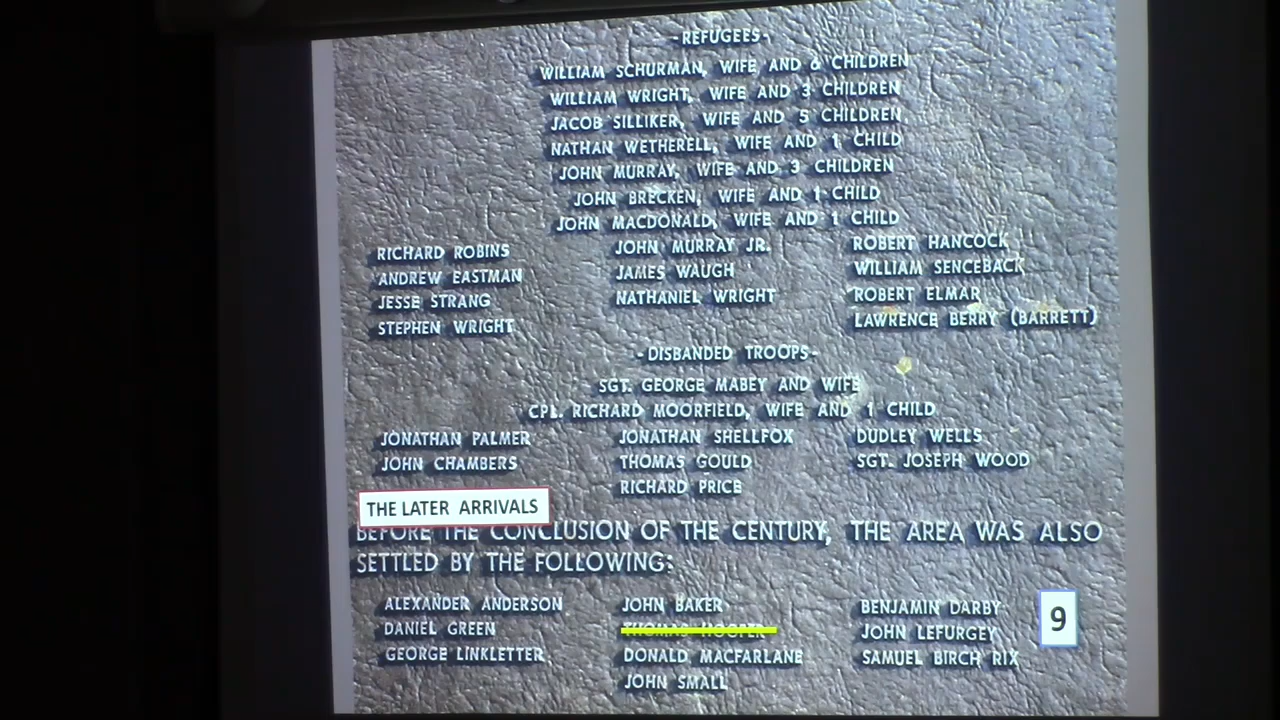 -REFUGEES-
WILLIAM SCHURMAN, WIFE AND 6 CHILDREN
WILLIAM WRIGHT, WIFE AND 3 CHILDREN
JACOB SILLIKER, WIFE AND 5 CHILDREN
NATHAN WETHERELL, WIFE AND 1 CHILD
JOHN MURRAY, WIFE AND 3 CHILDREN
JOHN BRECKEN, WIFE AND 1 CHILD
JOHN MACDONALD, WIFE AND 1 CHILD
RICHARD ROBINS JOHN MURRAY JR. ROBERT HANCOCK
ANDREW EASTMAN JAMES WAUGH WILLIAM SENCEBACK
JESSE STRANG NATHANIEL WRIGHT ROBERT ELMAR
STEPHEN WRIGHT LAWRENCE BERRY (BARRETT)
-DISBANDED TROOPS-
SGT. GEORGE MABEY AND WIFE
CPL. RICHARD MOORFIELD, WIFE AND 1 CHILD
JONATHAN PALMER JONATHAN SHELLFOX DUDLEY WELLS
JOHN CHAMBERS THOMAS GOULD SGT. JOSEPH WOOD
RICHARD PRICE
THE LATER ARRIVALS
BEFORE THE CONCLUSION OF THE CENTURY, THE AREA WAS ALSO
SETTLED BY THE FOLLOWING:
ALEXANDER ANDERSON JOHN BAKER BENJAMIN DARBY
DANIEL GREEN THOMAS HOOPER JOHN LEFURGEY
GEORGE LINKLETTER DONALD MACFARLANE SAMUEL BIRCH RIX
JOHN SMALL
9